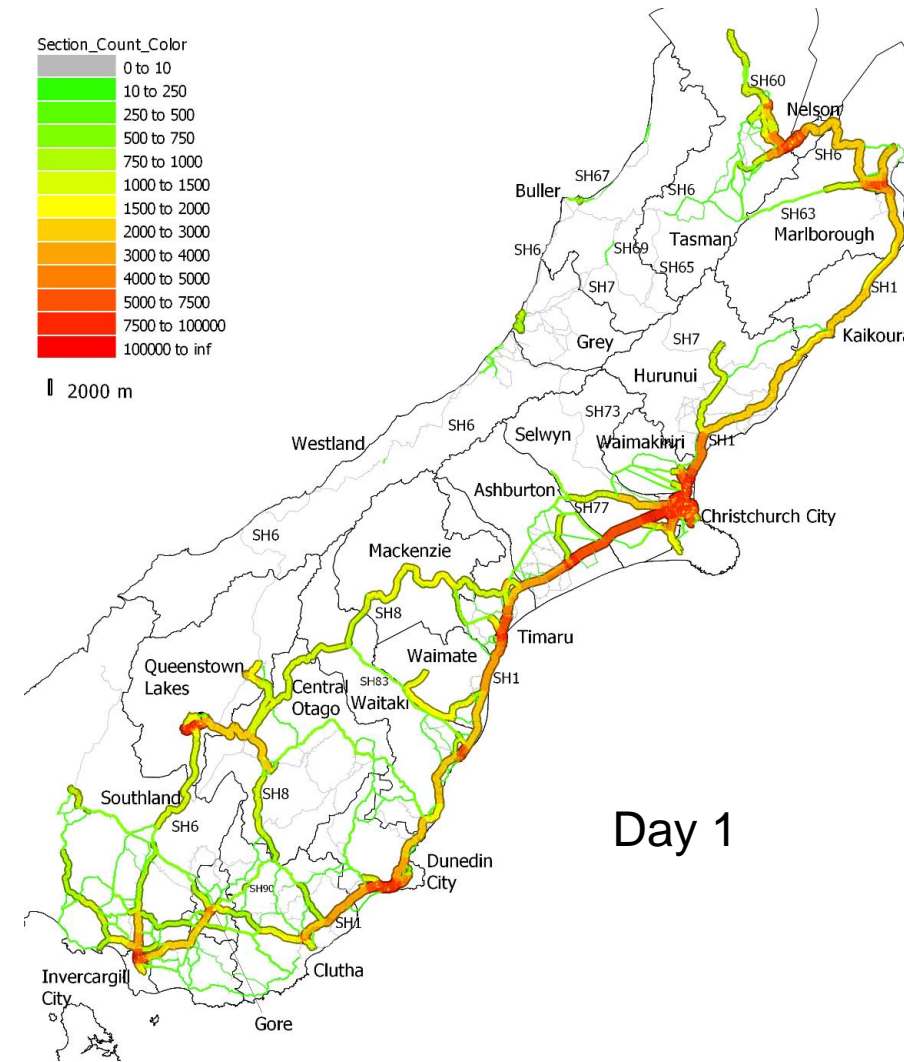 Section_Count_Color
0 to 10
10 to 250
250 to 500
500 to 750
750 to 1000
1000 to 1500
1500 to 2000
2000 to 3000
3000 to 4000
4000 to 5000
5000 to 7500
7500 to 100000
100000 to inf
2000 m
SH60
Nelson
SH67
SH6
SH6
Buller
SH63
SH6
Tasman
Marlborough
SH69
SH65
SH7
SH1
SH7
Kaikoura
Grey
Hurunui
SH73
SH6
Selwyn
Waimakiriri
SH1
Westland
Ashburton
SH77
Christchurch City
SH6
Mackenzie
SH8
Timaru
Waimate
Queenstown
Lakes
SH83
SH1
Central
Otago
Waitaki
Southland
SH8
SH6
Day 1
Dunedin
City
SH90
SH1
Clutha
Invercargill
City
Gore